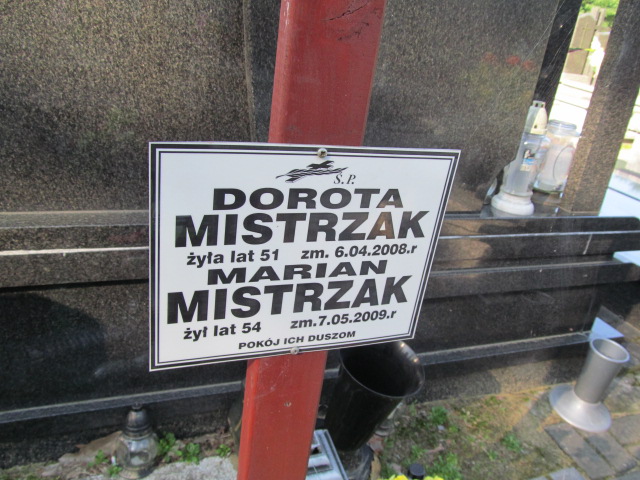 Ś.P.
DOROTA
MISTRZAK
żyła lat 51 zm. 6.04.2008.r
MARIAN
MISTRZAK
żył lat 54 zm.7.05.2009.r
POKÓJ ICH DUSZOM